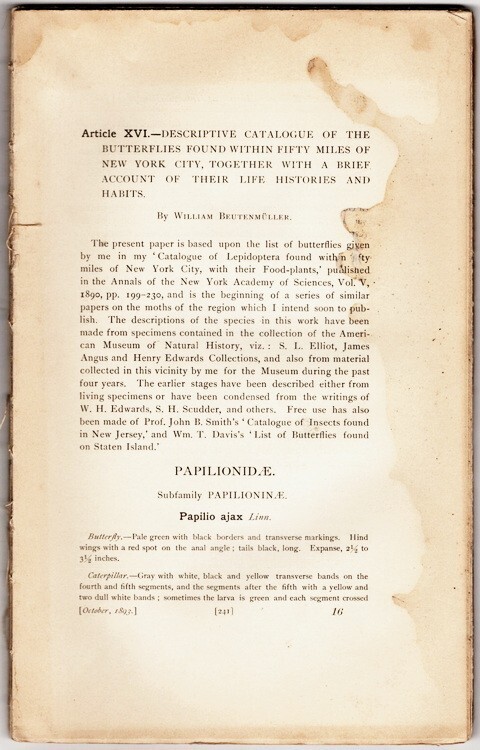 Article XVI.—DESCRIPTIVE CATALOGUE OF THE
BUTTERFLIES FOUND WITHIN FIFTY MILES OF
NEW YORK CITY, TOGETHER WITH A BRIEF
ACCOUNT OF THEIR LIFE HISTORIES AND
HABITS.
By WILLIAM BEUTENMÜLLER.
The present paper is based upon the list of butterflies given
by me in my ‘Catalogue of Lepidoptera found within fifty
miles of New York City, with their Food-plants,’ published
in the Annals of the New York Academy of Sciences, Vol. V,
1890, pp. 199–230, and is the beginning of a series of similar
papers on the moths of the region which I intend soon to pub-
lish. The descriptions of the species in this work have been
made from specimens contained in the collection of the Ameri-
can Museum of Natural History, viz.: S. L. Elliot, James
Angus and Henry Edwards Collections, and also from material
collected in this vicinity by me for the Museum during the past
four years. The earlier stages have been described either from
living specimens or have been condensed from the writings of
W. H. Edwards, S. H. Scudder, and others. Free use has also
been made of Prof. John B. Smith's ‘Catalogue of Insects found
in New Jersey,’ and Wm. T. Davis's ‘List of Butterflies found
on Staten Island.’
PAPILIONIDÆ.
Subfamily PAPILIONINÆ.
Papilio ajax Linn.
Butterfly.—Pale green with black borders and transverse markings. Hind
wings with a red spot on the anal angle; tails black, long. Expanse, 2½ to
3½ inches.
Caterpillar.—Gray with white, black and yellow transverse bands on the
fourth and fifth segments, and the segments after the fifth with a yellow and
two dull white bands; sometimes the larva is green and each segment crossed
[October, 1893.] [241] 16